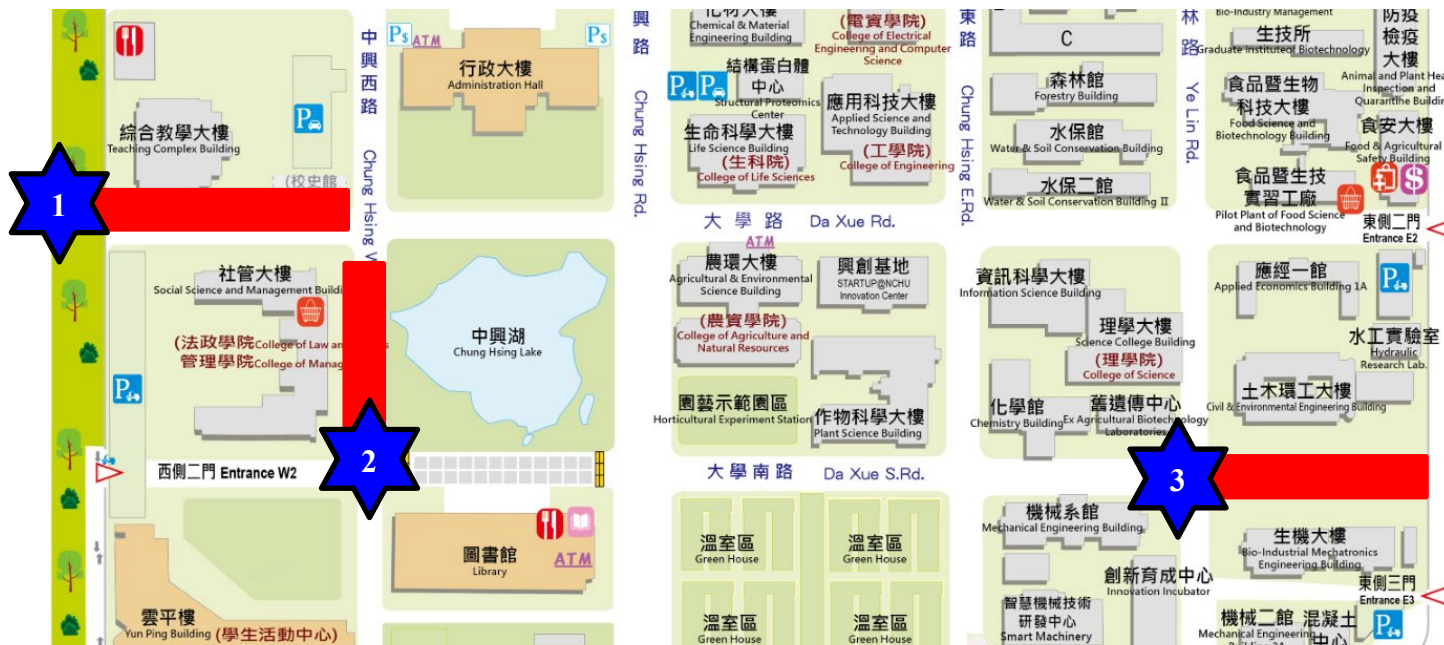 化材大樓
Chemical & Material
Engineering Building
(電資學院)
College of Electrical
Engineering and Computer
Science
C
Bio-Industry Management
生技所
Graduate Institute of Biotechnology
防疫
檢疫
大樓
Animal and Plant Hea
Inspection and
Quarantine Buildin
中興西路
Chung Hsing W
P$
ATM
P$
行政大樓
Administration Hall
興路
Chung Hsing Rd.
結構蛋白體
中心
Structural Proteomics
Center
應用科技大樓
Applied Science and
Technology Building
(工學院)
College of Engineering
生命科學大樓
Life Science Building
(生科院)
College of Life Sciences
東路
Chung Hsing E.Rd.
森林館
Forestry Building
水保館
Water & Soil Conservation Building
水保二館
Water & Soil Conservation Building Ⅱ
林路
Ye Lin Rd.
食品暨生物
科技大樓
Food Science and
Biotechnology Building
食安大樓
Food & Agricultural
Safety Building
食品暨生技
實習工廠
Pilot Plant of Food Science
and Biotechnology
$
東側二門
Entrance E2
P
P
P
綜合教學大樓
Teaching Complex Building
(校史館
1
大學路 Da Xue Rd.
社管大樓
Social Science and Management Buildi
(法政學院College of Law and
管理學院College of Manag
P
中興湖
Chung Hsing Lake
ATM
農環大樓
Agricultural & Environmental
Science Building
(農資學院)
College of Agriculture and
Natural Resources
興創基地
STARTUP@NCHU
Innovation Center
園藝示範園區
Horticultural Experiment Station
作物科學大樓
Plant Science Building
資訊科學大樓
Information Science Building
理學大樓
Science College Building
(理學院)
College of Science
化學館
Chemistry Building
舊遺傳中心
Ex Agricultural Biotechnology
Laboratories
應經一館
Applied Economics Building 1A
P
水工實驗室
Hydraulic
Research Lab.
土木環工大樓
Civil & Environmental Engineering Building
2
3
西側二門 Entrance W2
大學南路 Da Xue S.Rd.
圖書館
Library
ATM
溫室區
Green House
溫室區
Green House
溫室區
Green House
溫室區
Green House
機械系館
Mechanical Engineering Building
生機大樓
Bio-Industrial Mechatronics
Engineering Building
創新育成中心
Innovation Incubator
智慧機械技術
研發中心
Smart Machinery
東側三門
Entrance E3
P
機械二館
Mechanical Engineering
混凝土
中心
雲平樓
Yun Ping Building (學生活動中心)